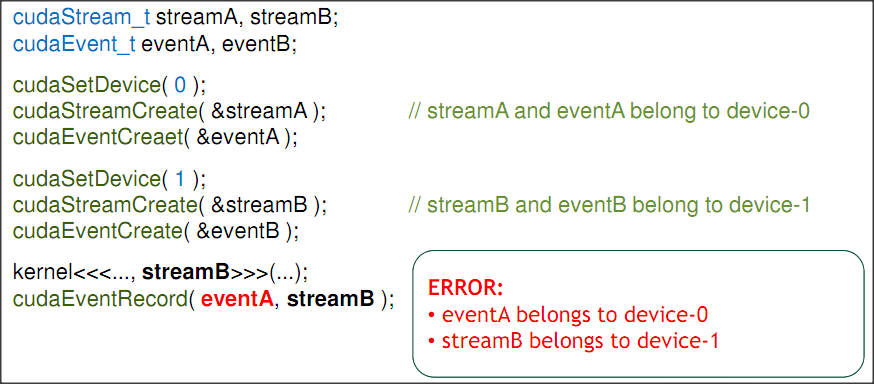 cudaStream_t streamA, streamB;
cudaEvent_t eventA, eventB;
cudaSetDevice( 0 );
cudaStreamCreate( &streamA ); // streamA and eventA belong to device-0
cudaEventCreaet( &eventA );
cudaSetDevice( 1 );
cudaStreamCreate( &streamB ); // streamB and eventB belong to device-1
cudaEventCreate( &eventB );
kernel<<<..., streamB>>>(...);
cudaEventRecord( eventA, streamB );
ERROR:
• eventA belongs to device-0
• streamB belongs to device-1